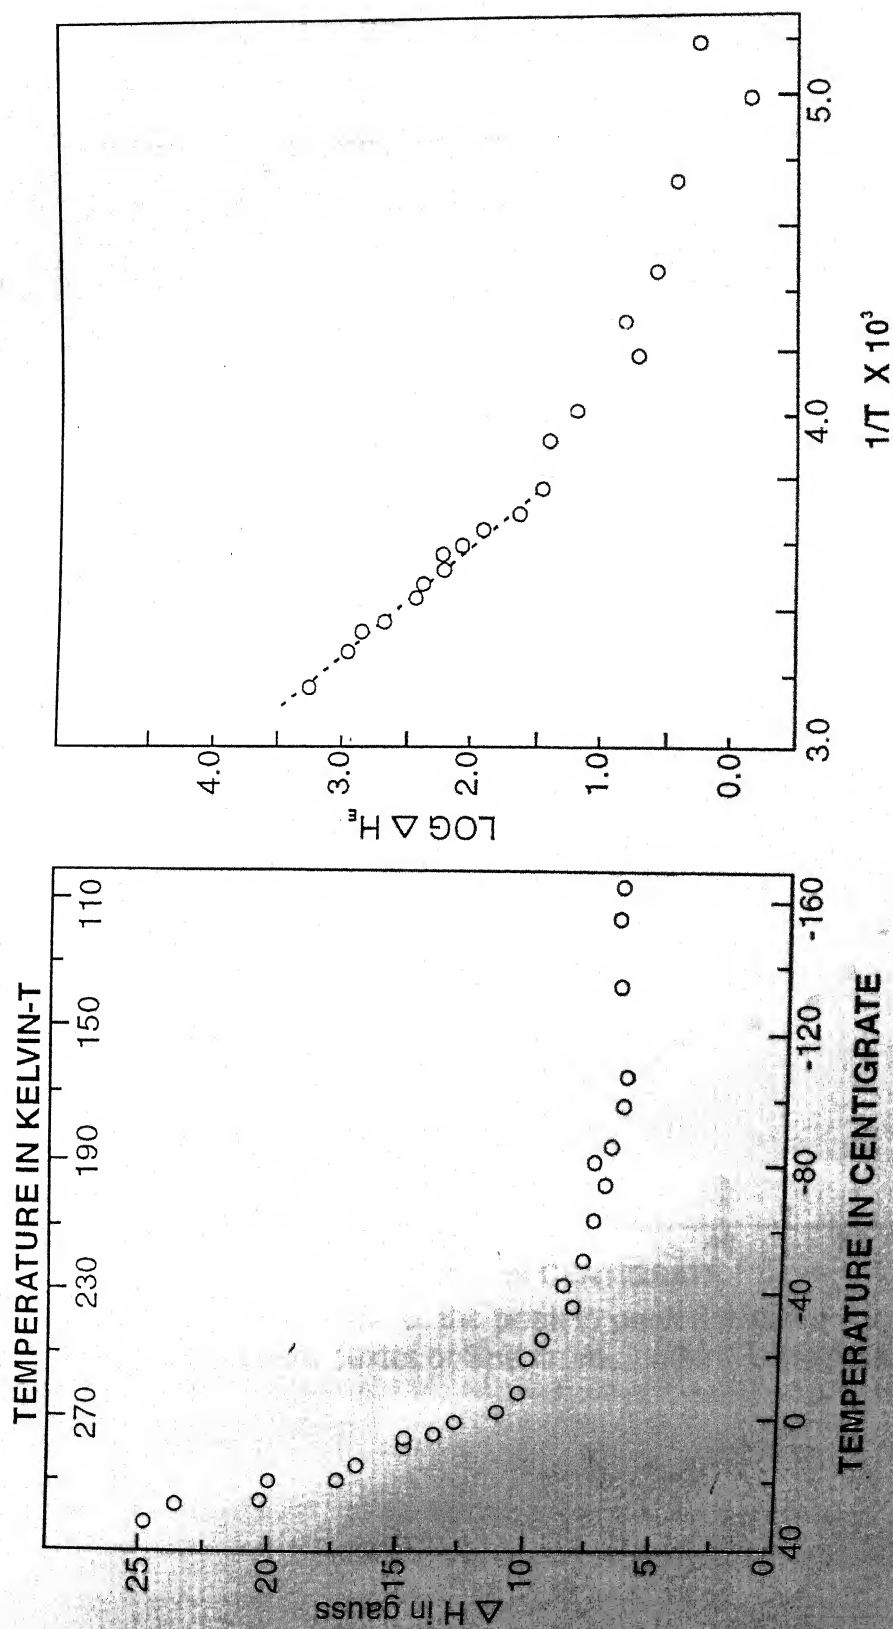 TEMPERATURE IN KELVIN-T
270 230 190 150 110
Δ H in gauss
25
20
15
10
5
0
40 0 -40 -80 -120 -160
TEMPERATURE IN CENTIGRATE
LOG Δ Hm
4.0
3.0
2.0
1.0
0.0
3.0 4.0 5.0
1/T X 10³